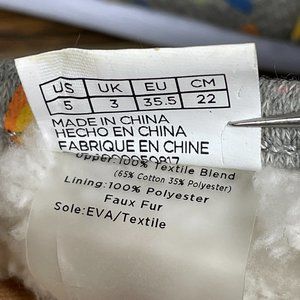 US UK EU CM
5 3 35.5 22
MADE IN CHINA
HECHO EN CHINA
FABRIQUE EN CHINE
Textile Blend
(65% Cotton 35% Polyester)
Lining:100% Polyester
Faux Fur
Sole:EVA/Textile